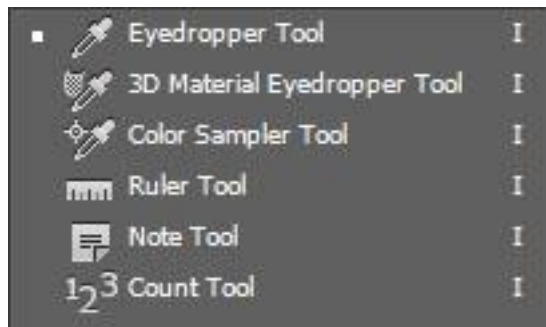 Eyedropper Tool I
3D Material Eyedropper Tool I
Color Sampler Tool I
Ruler Tool I
Note Tool I
123 Count Tool I